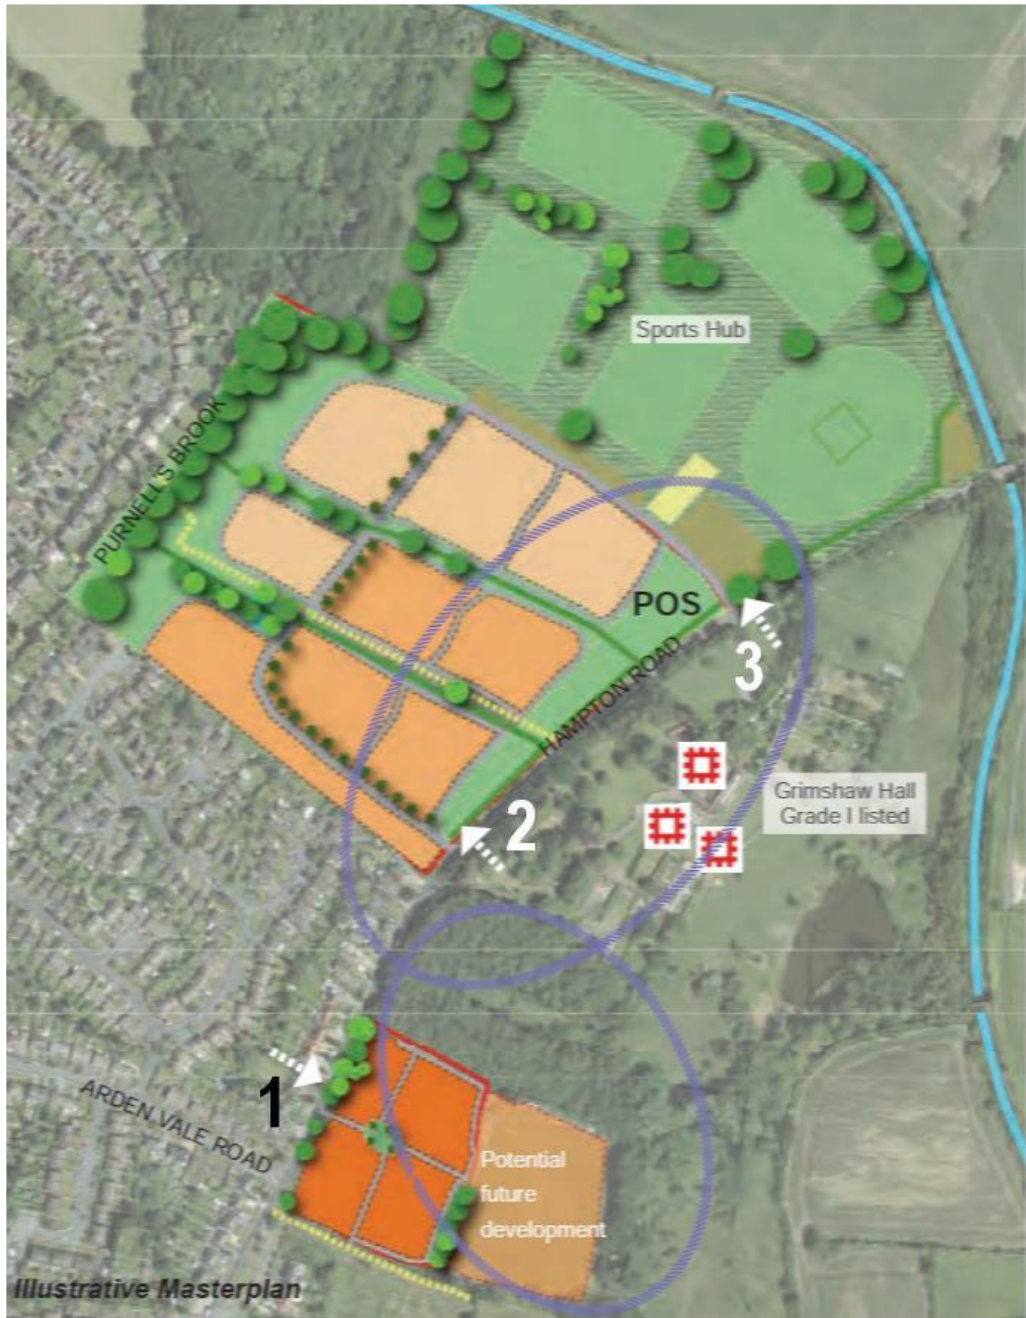 Sports Hub
PURNELL'S BROOK
POS
HAMPTON ROAD
3
Grimshaw Hall
Grade I listed
2
1
ARDEN VALE ROAD
Potential
future
development
Illustrative Masterplan